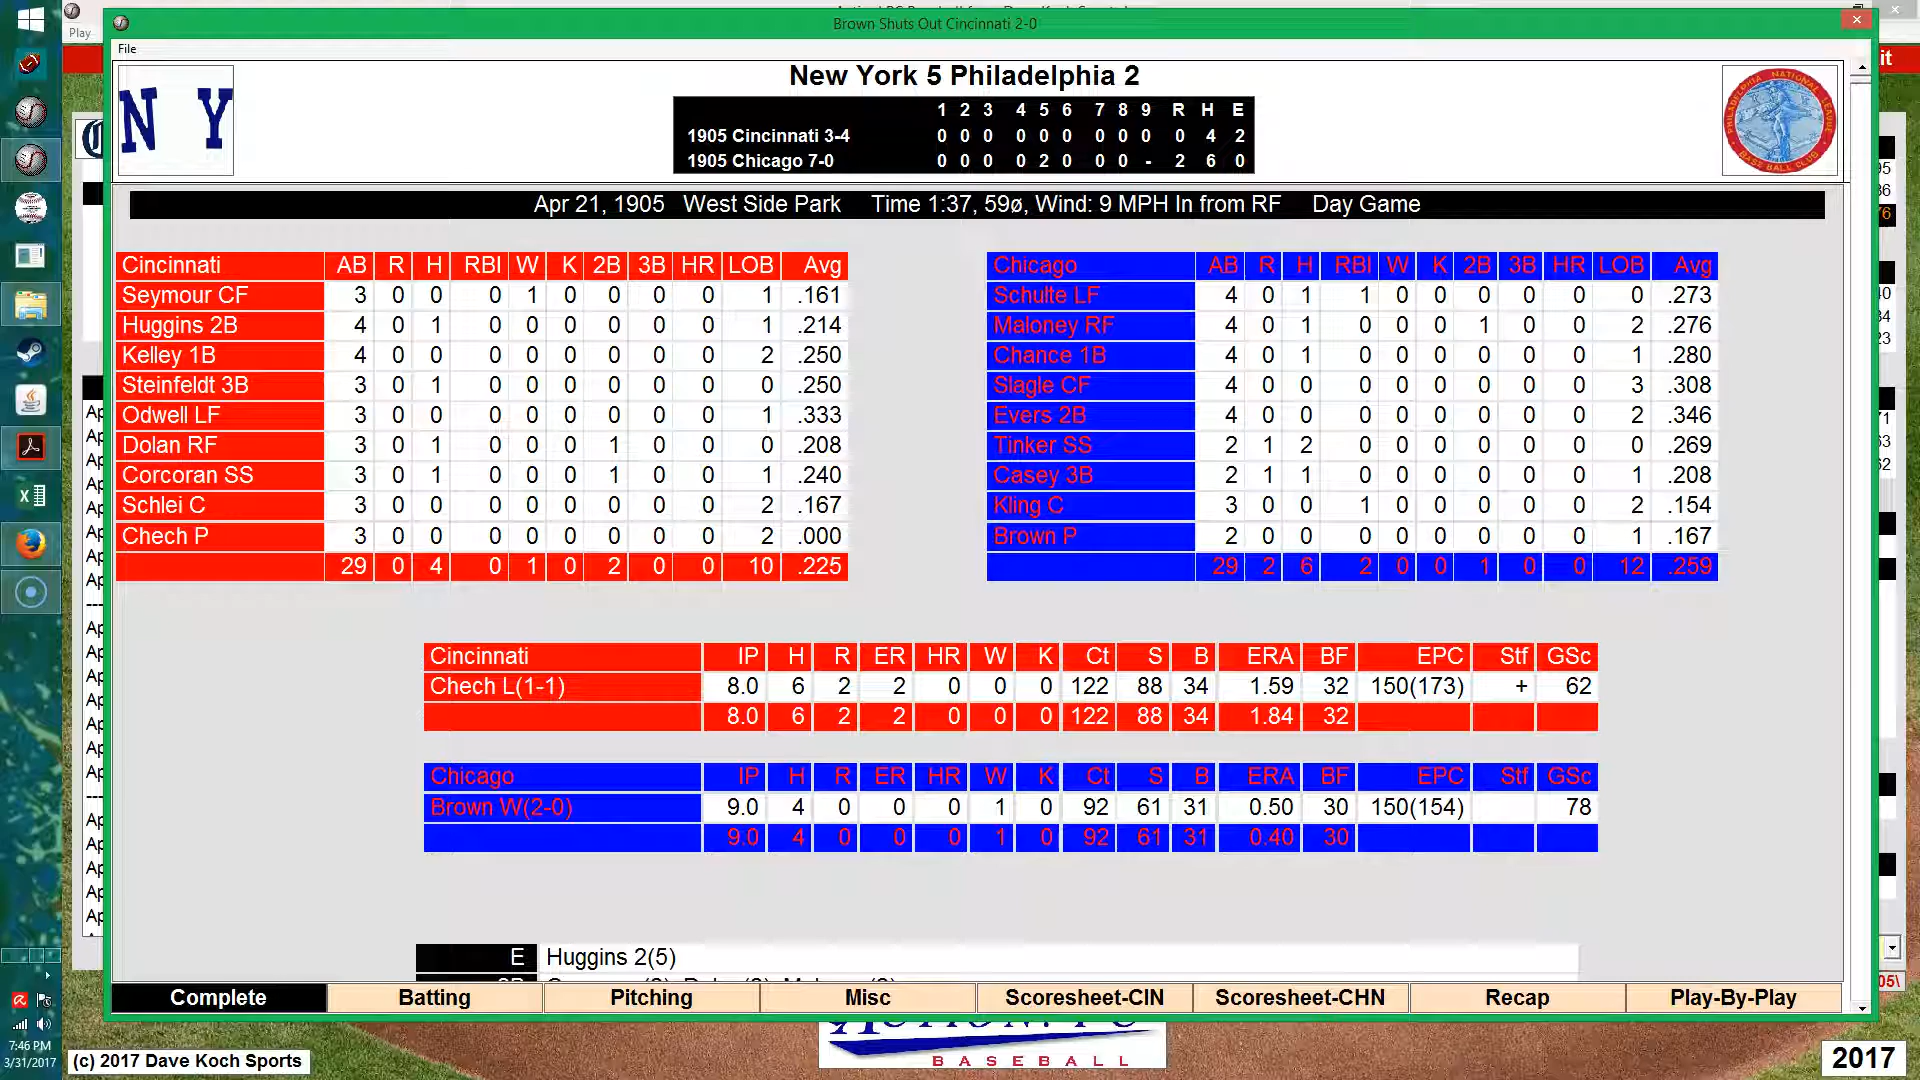 Brown Shuts Out Cincinnati 2-0
Play
File
it
New York 5 Philadelphia 2
N Y
PHILADELPHIA NATIONAL LEAGUE BASE BALL CLUB
1 2 3 4 5 6 7 8 9 R H E
1905 Cincinnati 3-4 0 0 0 0 0 0 0 0 0 0 4 2
1905 Chicago 7-0 0 0 0 0 2 0 0 0 - 2 6 0
Apr 21, 1905 West Side Park Time 1:37, 59ø, Wind: 9 MPH In from RF Day Game
Cincinnati AB R H RBI W K 2B 3B HR LOB Avg
Seymour CF 3 0 0 0 1 0 0 0 0 1 .161
Huggins 2B 4 0 1 0 0 0 0 0 0 1 .214
Kelley 1B 4 0 0 0 0 0 0 0 0 2 .250
Steinfeldt 3B 3 0 1 0 0 0 0 0 0 0 .250
Odwell LF 3 0 0 0 0 0 0 0 0 1 .333
Dolan RF 3 0 1 0 0 0 1 0 0 0 .208
Corcoran SS 3 0 1 0 0 0 1 0 0 1 .240
Schlei C 3 0 0 0 0 0 0 0 0 2 .167
Chech P 3 0 0 0 0 0 0 0 0 2 .000
29 0 4 0 1 0 2 0 0 10 .225
Chicago AB R H RBI W K 2B 3B HR LOB Avg
Schulte LF 4 0 1 1 0 0 0 0 0 0 .273
Maloney RF 4 0 1 0 0 0 1 0 0 2 .276
Chance 1B 4 0 1 0 0 0 0 0 0 1 .280
Slagle CF 4 0 0 0 0 0 0 0 0 3 .308
Evers 2B 4 0 0 0 0 0 0 0 0 2 .346
Tinker SS 2 1 2 0 0 0 0 0 0 0 .269
Casey 3B 2 1 1 0 0 0 0 0 0 1 .208
Kling C 3 0 0 1 0 0 0 0 0 2 .154
Brown P 2 0 0 0 0 0 0 0 0 1 .167
29 2 6 2 0 0 1 0 0 12 .259
Cincinnati IP H R ER HR W K Ct S B ERA BF EPC Stf GSc
Chech L(1-1) 8.0 6 2 2 0 0 0 122 88 34 1.59 32 150(173) + 62
8.0 6 2 2 0 0 0 122 88 34 1.84 32
Chicago IP H R ER HR W K Ct S B ERA BF EPC Stf GSc
Brown W(2-0) 9.0 4 0 0 0 1 0 92 61 31 0.50 30 150(154) 78
9.0 4 0 0 0 1 0 92 61 31 0.40 30
E Huggins 2(5)
Complete Batting Pitching Misc Scoresheet-CIN Scoresheet-CHN Recap Play-By-Play
BASEBALL
7:46 PM
3/31/2017
(c) 2017 Dave Koch Sports
2017